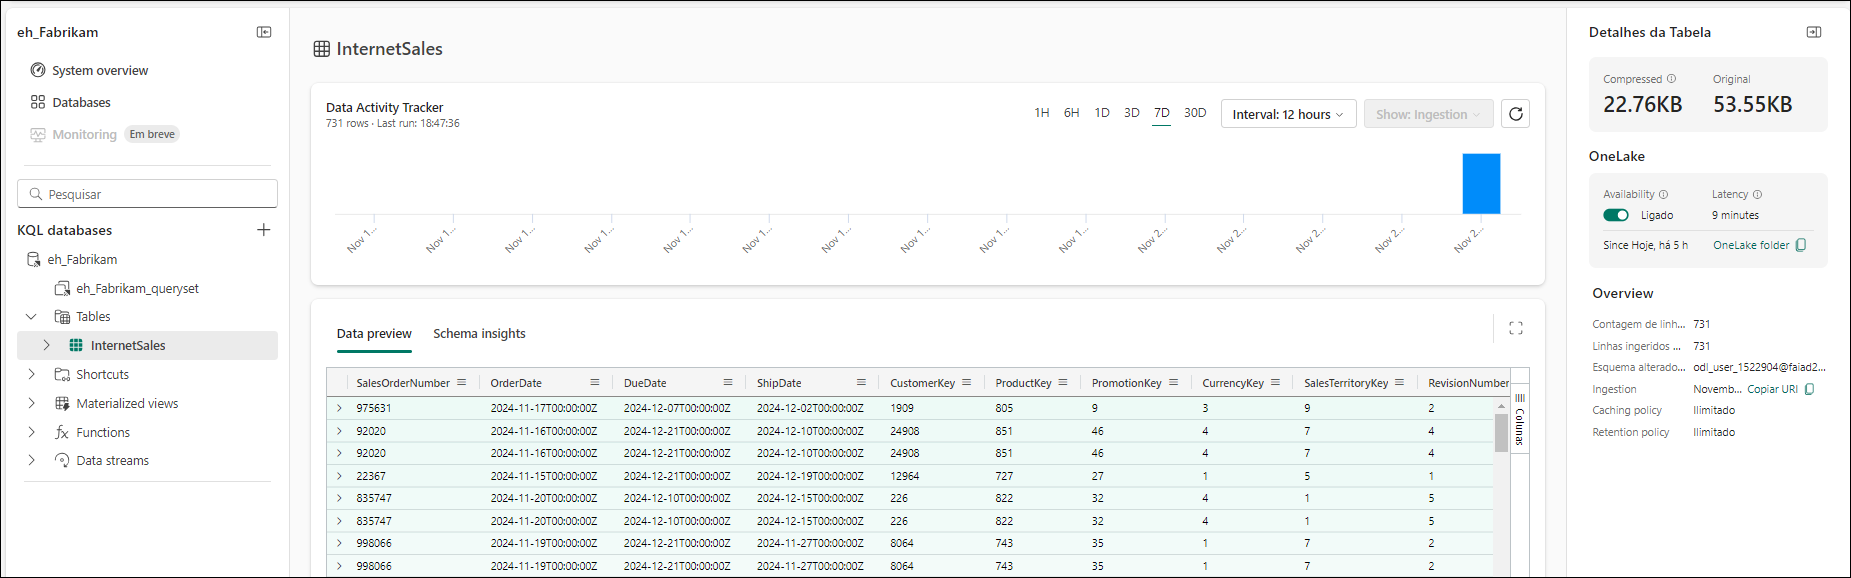 eh_Fabrikam
System overview
Databases
Monitoring Em breve
Pesquisar
KQL databases
eh_Fabrikam
eh_Fabrikam_queryset
Tables
InternetSales
Shortcuts
Materialized views
Functions
Data streams
InternetSales
Data Activity Tracker
731 rows · Last run: 18:47:36
1H 6H 1D 3D 7D 30D Interval: 12 hours Show: Ingestion
Nov 1... Nov 1... Nov 1... Nov 1... Nov 1... Nov 1... Nov 1... Nov 1... Nov 1... Nov 1... Nov 2... Nov 2... Nov 2... Nov 2... Nov 2...
Data preview Schema insights
SalesOrderNumber OrderDate DueDate ShipDate CustomerKey ProductKey PromotionKey CurrencyKey SalesTerritoryKey RevisionNumber
975631 2024-11-17T00:00:00Z 2024-12-07T00:00:00Z 2024-12-02T00:00:00Z 1909 805 9 3 9 2
92020 2024-11-16T00:00:00Z 2024-12-21T00:00:00Z 2024-12-10T00:00:00Z 24908 851 46 4 7 4
92020 2024-11-16T00:00:00Z 2024-12-21T00:00:00Z 2024-12-10T00:00:00Z 24908 851 46 4 7 4
22367 2024-11-15T00:00:00Z 2024-12-21T00:00:00Z 2024-12-19T00:00:00Z 12964 727 27 1 5 1
835747 2024-11-20T00:00:00Z 2024-12-10T00:00:00Z 2024-12-15T00:00:00Z 226 822 32 4 1 5
835747 2024-11-20T00:00:00Z 2024-12-10T00:00:00Z 2024-12-15T00:00:00Z 226 822 32 4 1 5
998066 2024-11-19T00:00:00Z 2024-12-21T00:00:00Z 2024-11-27T00:00:00Z 8064 743 35 1 7 2
998066 2024-11-19T00:00:00Z 2024-12-21T00:00:00Z 2024-11-27T00:00:00Z 8064 743 35 1 7 2
Colunas
Detalhes da Tabela
Compressed Original
22.76KB 53.55KB
OneLake
Availability Latency
Ligado 9 minutes
Since Hoje, há 5 h OneLake folder
Overview
Contagem de linh... 731
Linhas ingeridos ... 731
Esquema alterado... odl_user_1522904@faiad2...
Ingestion Novemb... Copiar URI
Caching policy Ilimitado
Retention policy Ilimitado